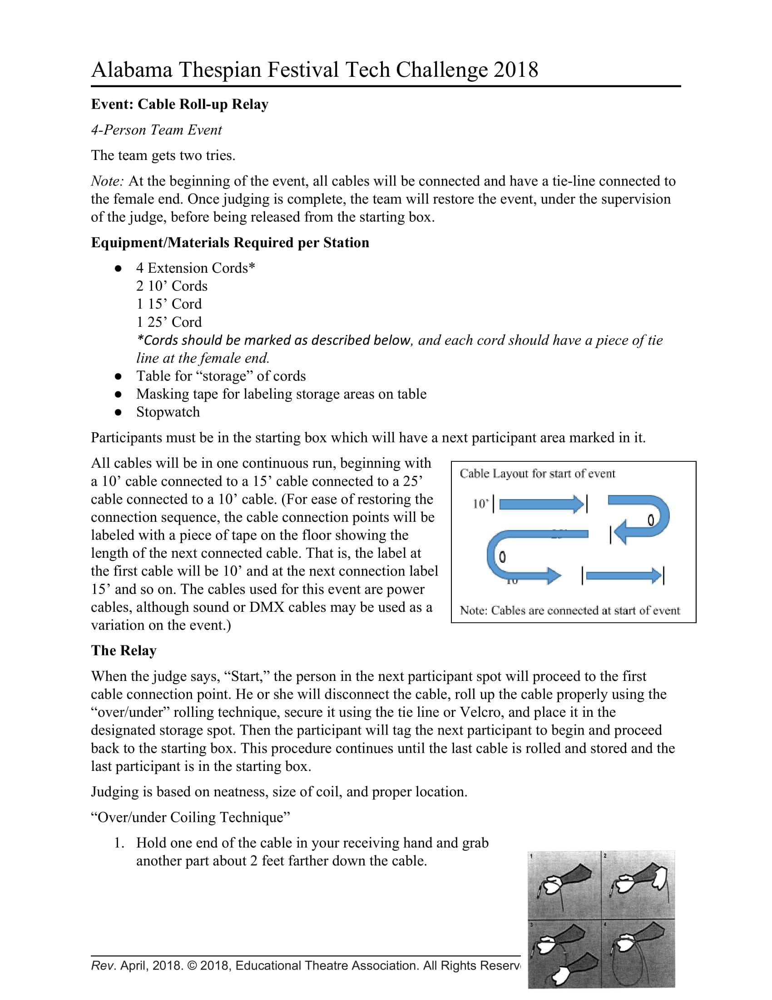 Alabama Thespian Festival Tech Challenge 2018
Event: Cable Roll-up Relay
4-Person Team Event
The team gets two tries.
Note: At the beginning of the event, all cables will be connected and have a tie-line connected to
the female end. Once judging is complete, the team will restore the event, under the supervision
of the judge, before being released from the starting box.
Equipment/Materials Required per Station
● 4 Extension Cords*
2 10’ Cords
1 15’ Cord
1 25’ Cord
*Cords should be marked as described below, and each cord should have a piece of tie
line at the female end.
● Table for “storage” of cords
● Masking tape for labeling storage areas on table
● Stopwatch
Participants must be in the starting box which will have a next participant area marked in it.
All cables will be in one continuous run, beginning with
a 10’ cable connected to a 15’ cable connected to a 25’
cable connected to a 10’ cable. (For ease of restoring the
connection sequence, the cable connection points will be
labeled with a piece of tape on the floor showing the
length of the next connected cable. That is, the label at
the first cable will be 10’ and at the next connection label
15’ and so on. The cables used for this event are power
cables, although sound or DMX cables may be used as a
variation on the event.)
Cable Layout for start of event
10’
0
0
Note: Cables are connected at start of event
The Relay
When the judge says, “Start,” the person in the next participant spot will proceed to the first
cable connection point. He or she will disconnect the cable, roll up the cable properly using the
“over/under” rolling technique, secure it using the tie line or Velcro, and place it in the
designated storage spot. Then the participant will tag the next participant to begin and proceed
back to the starting box. This procedure continues until the last cable is rolled and stored and the
last participant is in the starting box.
Judging is based on neatness, size of coil, and proper location.
“Over/under Coiling Technique”
1. Hold one end of the cable in your receiving hand and grab
another part about 2 feet farther down the cable.
1
2
3
4
Rev. April, 2018. © 2018, Educational Theatre Association. All Rights Reserv